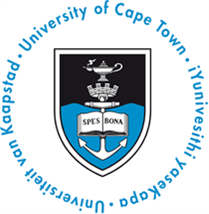 University of Cape Town · iYunivesithi yaseKapa · Universiteit van Kaapstad ·
SPES BONA